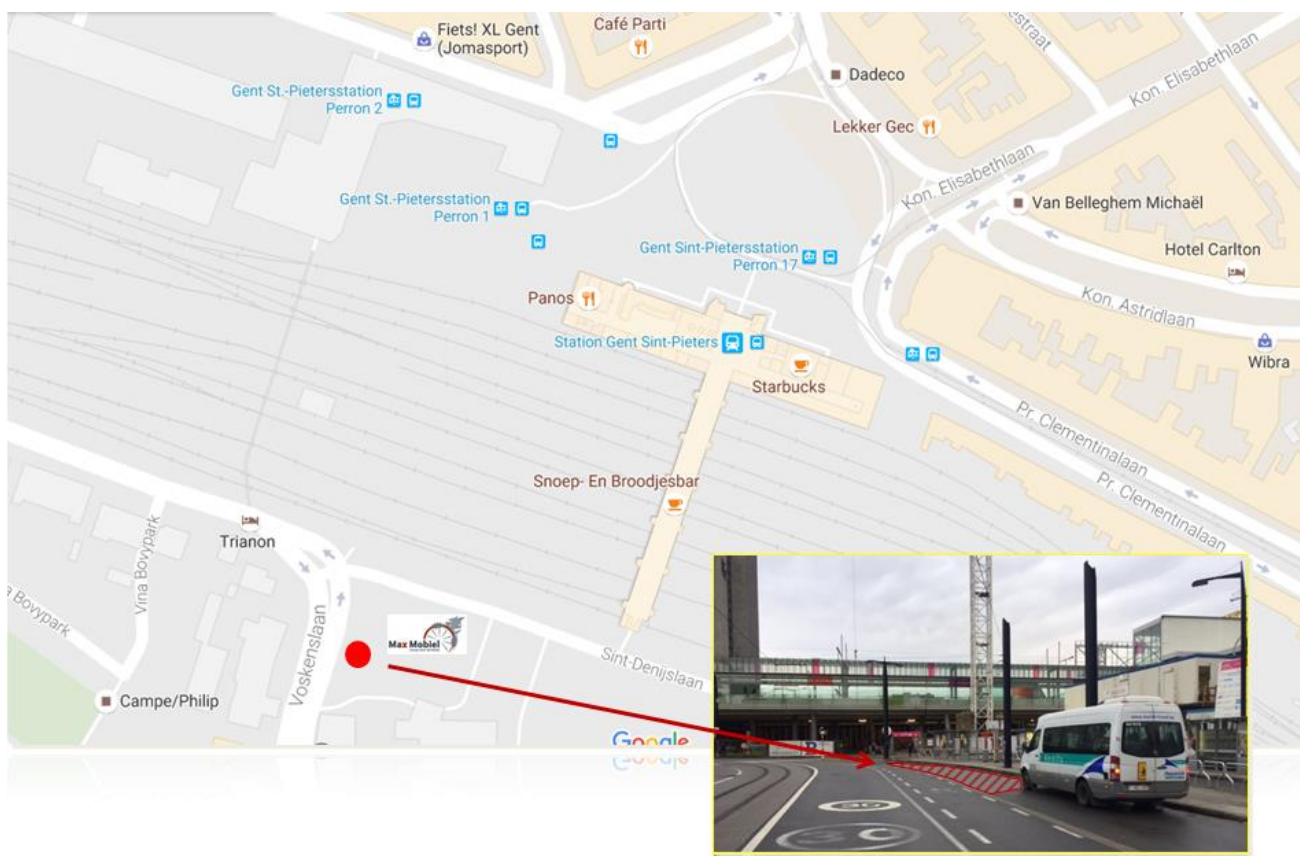 Fiets! XL Gent
(Jomasport)
Café Parti
Dadeco
Kon. Elisabethlaan
Gent St.-Pietersstation
Perron 2
Lekker Gec
Kon. Elisabethlaan
Gent St.-Pietersstation
Perron 1
Van Belleghem Michaël
Gent Sint-Pietersstation
Perron 17
Hotel Carlton
Panos
Kon. Astridlaan
Station Gent Sint-Pieters
Wibra
Starbucks
Pr. Clementinalaan
Snoep- En Broodjesbar
Pr. Clementinalaan
Trianon
Vina Bovypark
a Bovypark
Max Mobiel
Voskenslaan
Sint-Denijslaan
Campe/Philip
Google
30